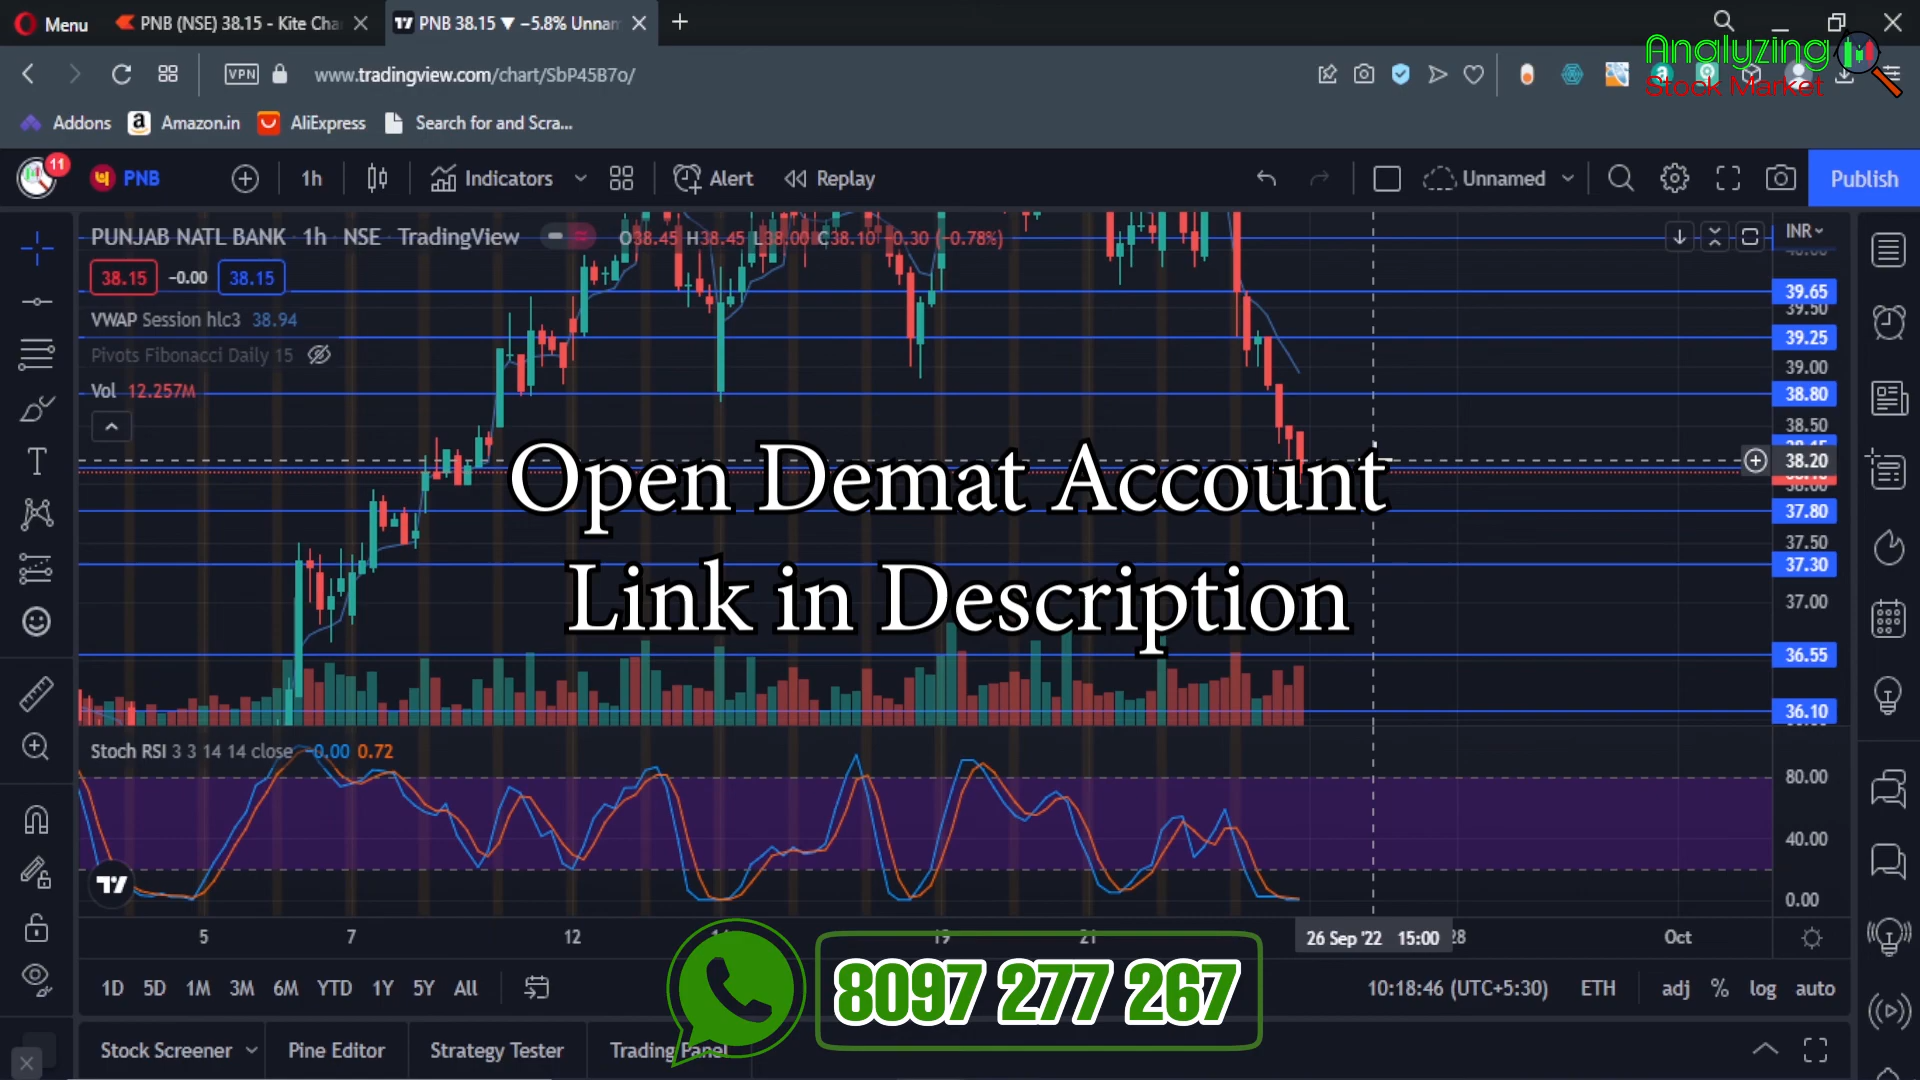 Menu
PNB (NSE) 38.15 - Kite Cha
PNB 38.15 ▼ −5.8% Unnam
Analyzing
Stock Market
VPN
www.tradingview.com/chart/SbP45B7o/
Addons
Amazon.in
AliExpress
Search for and Scra...
11
PNB
1h
Indicators
Alert
Replay
Unnamed
Publish
PUNJAB NATL BANK · 1h · NSE · TradingView
O38.45 H38.45 L38.00 C38.10 −0.30 (−0.78%)
INR
38.15 −0.00 38.15
VWAP Session hlc3 38.94
Pivots Fibonacci Daily 15
Vol 12.257M
39.65
39.50
39.25
39.00
38.80
38.50
38.20
37.80
37.50
37.30
37.00
36.55
36.10
Open Demat Account
Link in Description
Stoch RSI 3 3 14 14 close −0.00 0.72
80.00
40.00
0.00
5 7 12 19 21 26 Sep '22 15:00 28 Oct
1D 5D 1M 3M 6M YTD 1Y 5Y All
8097 277 267
10:18:46 (UTC+5:30) ETH adj % log auto
Stock Screener
Pine Editor
Strategy Tester
Trading Panel